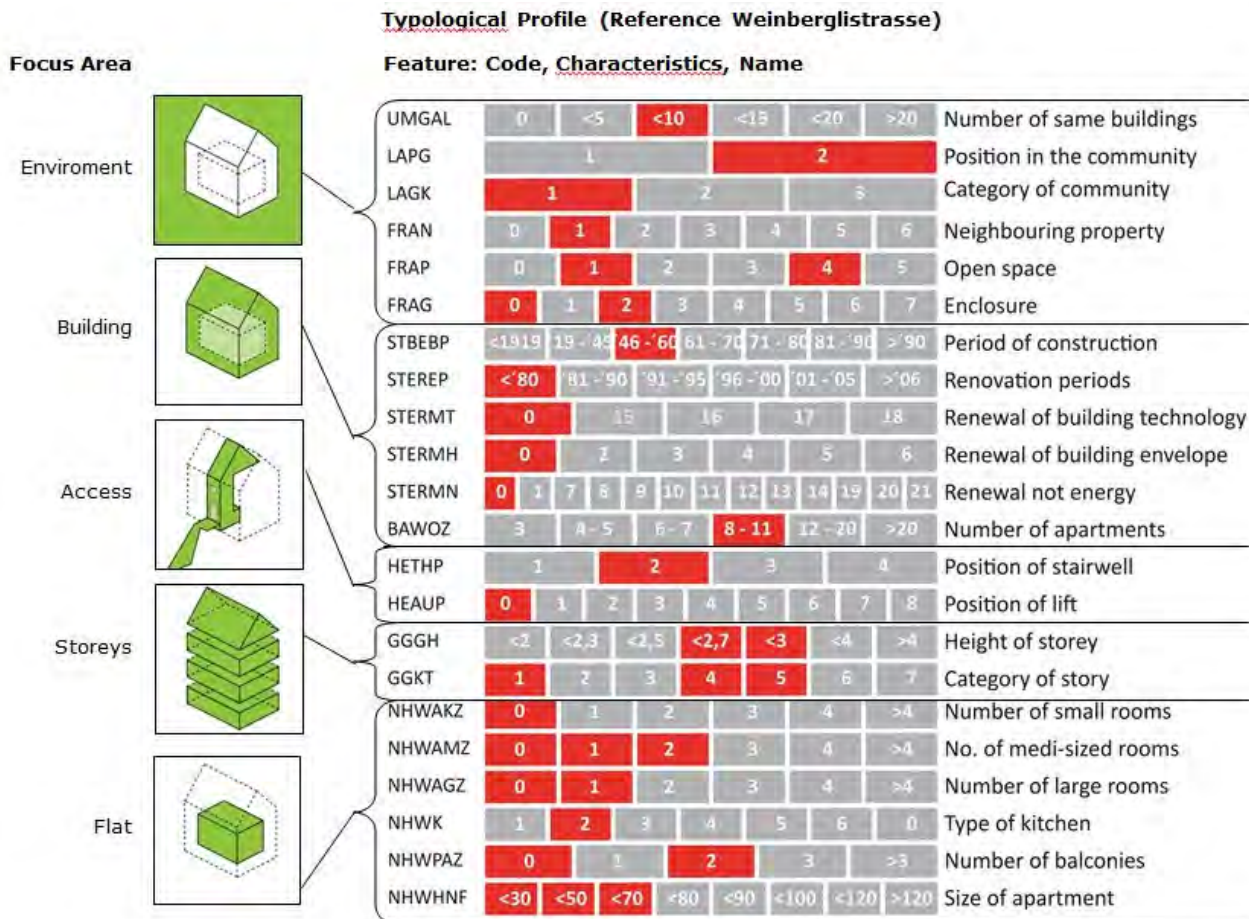 Typological Profile (Reference Weinberglistrasse)
Focus Area
Feature: Code, Characteristics, Name
Enviroment
UMGAL 0 <5 <10 <15 <20 >20 Number of same buildings
LAPG 1 2 Position in the community
LAGK 1 2 3 Category of community
FRAN 0 1 2 3 4 5 6 Neighbouring property
FRAP 0 1 2 3 4 5 Open space
FRAG 0 1 2 3 4 5 6 7 Enclosure
Building
STBEBP <1919 19 -´45 ´46 -´60 61 - 70 71 - 80 81 -´90 >´90 Period of construction
STEREP <´80 ´81 -´90 ´91 -´95 ´96 -´00 ´01 -´05 >´06 Renovation periods
STERMT 0 15 16 17 18 Renewal of building technology
STERMH 0 2 3 4 5 6 Renewal of building envelope
STERMN 0 1 7 8 9 10 11 12 13 14 19 20 21 Renewal not energy
BAWOZ 3 4 - 5 6 - 7 8 - 11 12 - 20 >20 Number of apartments
Access
HETHP 1 2 3 4 Position of stairwell
HEAUP 0 1 2 3 4 5 6 7 8 Position of lift
Storeys
GGGH <2 <2,3 <2,5 <2,7 <3 <4 >4 Height of storey
GGKT 1 2 3 4 5 6 7 Category of story
Flat
NHWAKZ 0 1 2 3 4 >4 Number of small rooms
NHWAMZ 0 1 2 3 4 >4 No. of medi-sized rooms
NHWAGZ 0 1 2 3 4 >4 Number of large rooms
NHWK 1 2 3 4 5 6 0 Type of kitchen
NHWPAZ 0 1 2 3 >3 Number of balconies
NHWHNF <30 <50 <70 <80 <90 <100 <120 >120 Size of apartment